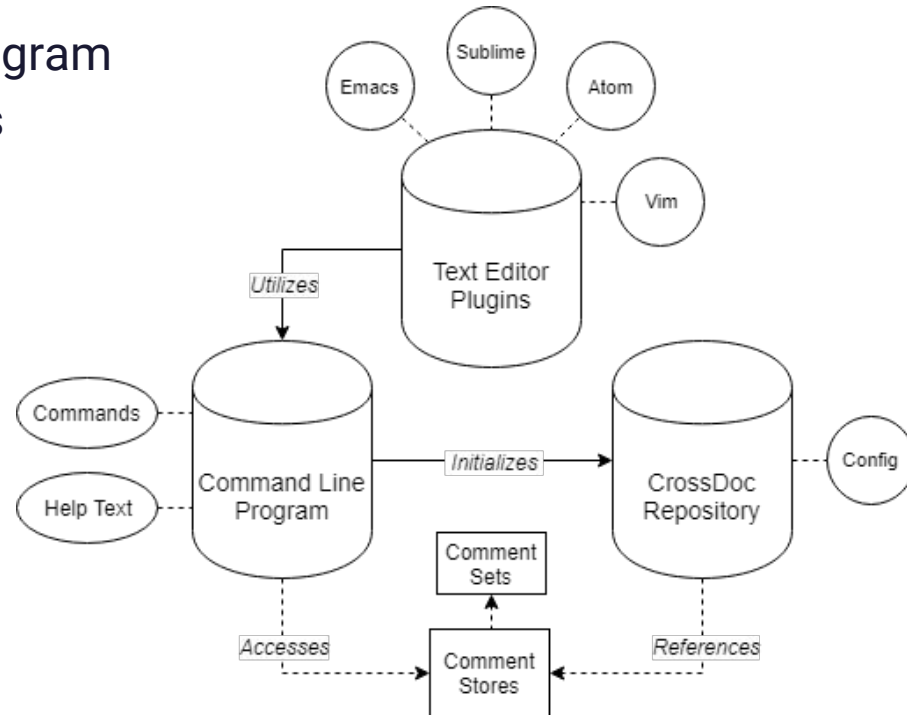 gram
s
Sublime
Emacs
Atom
Vim
Text Editor
Plugins
Utilizes
Commands
Help Text
Command Line
Program
Initializes
CrossDoc
Repository
Config
Comment
Sets
Accesses
Comment
Stores
References